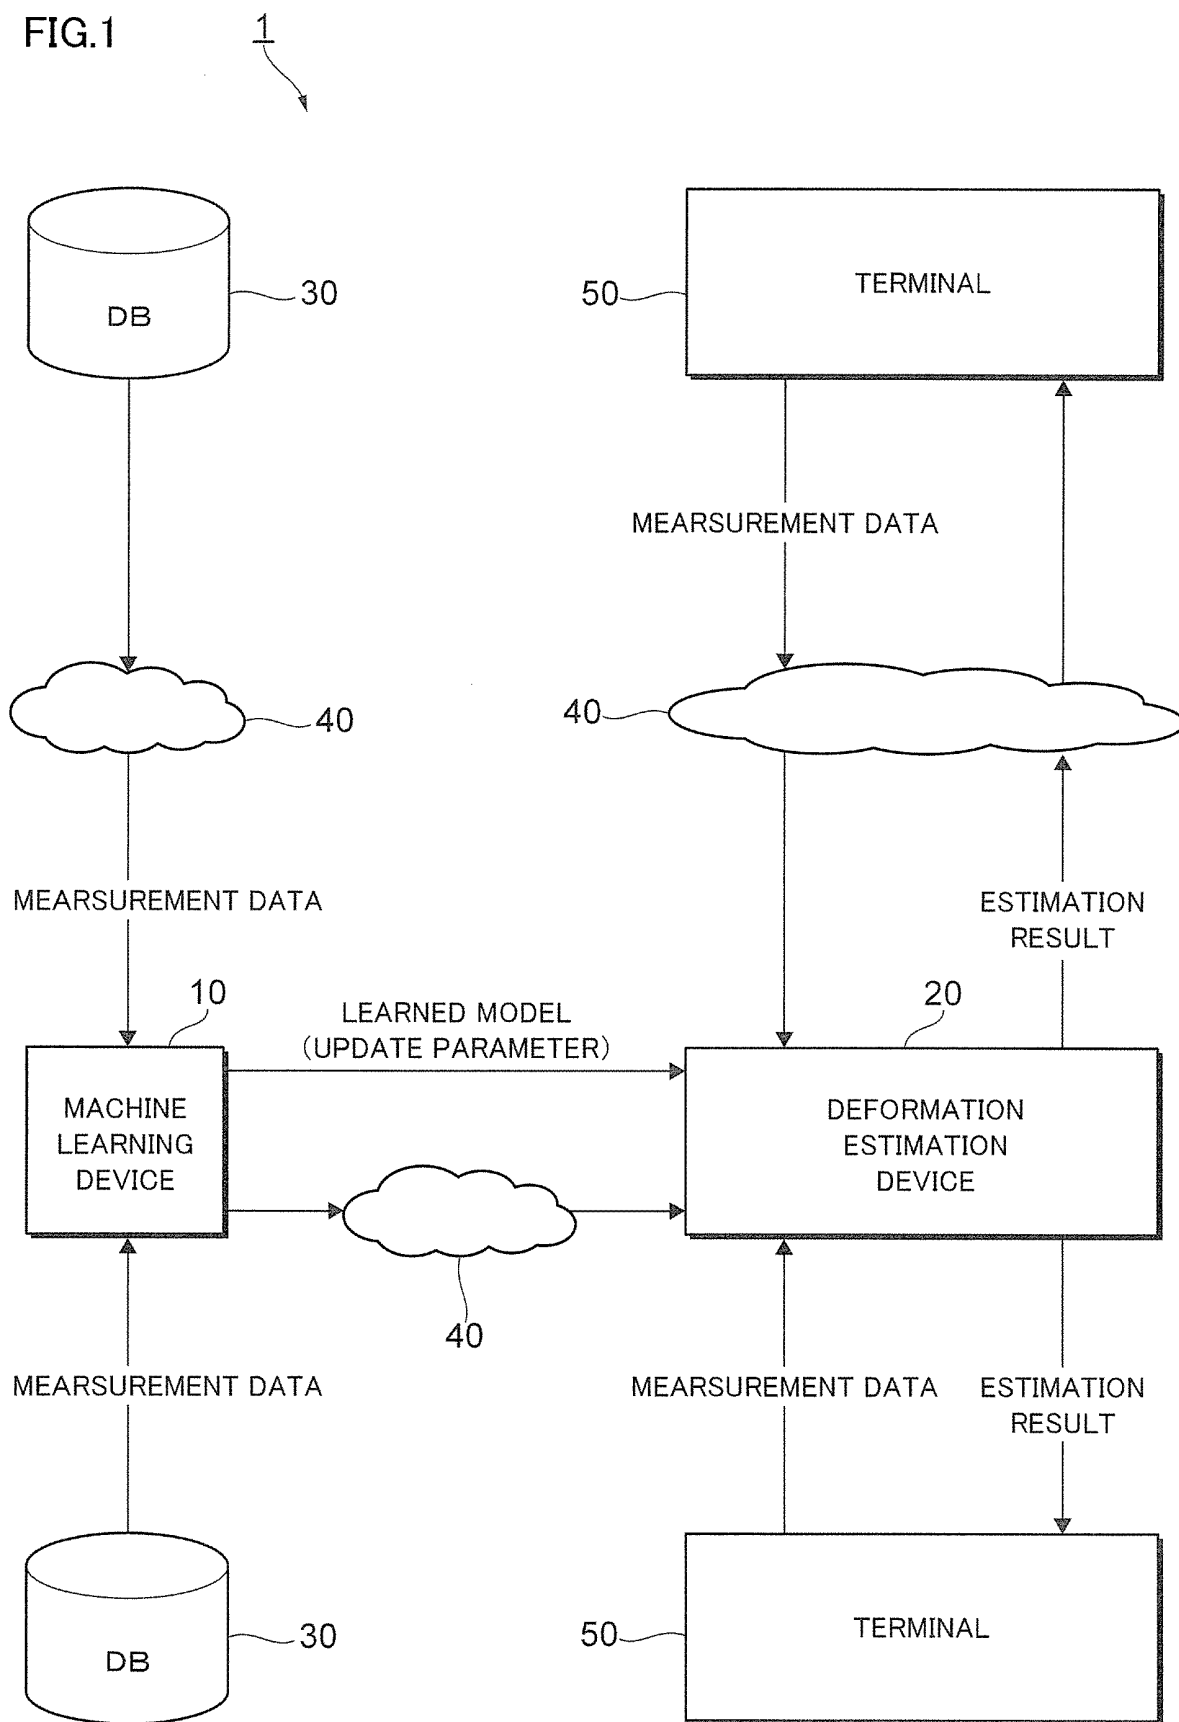 FIG.1
1
DB
30
50
TERMINAL
MEARSUREMENT DATA
40
40
MEARSUREMENT DATA
ESTIMATION
RESULT
10
LEARNED MODEL
(UPDATE PARAMETER)
20
MACHINE
LEARNING
DEVICE
DEFORMATION
ESTIMATION
DEVICE
40
MEARSUREMENT DATA
MEARSUREMENT DATA
ESTIMATION
RESULT
DB
30
50
TERMINAL